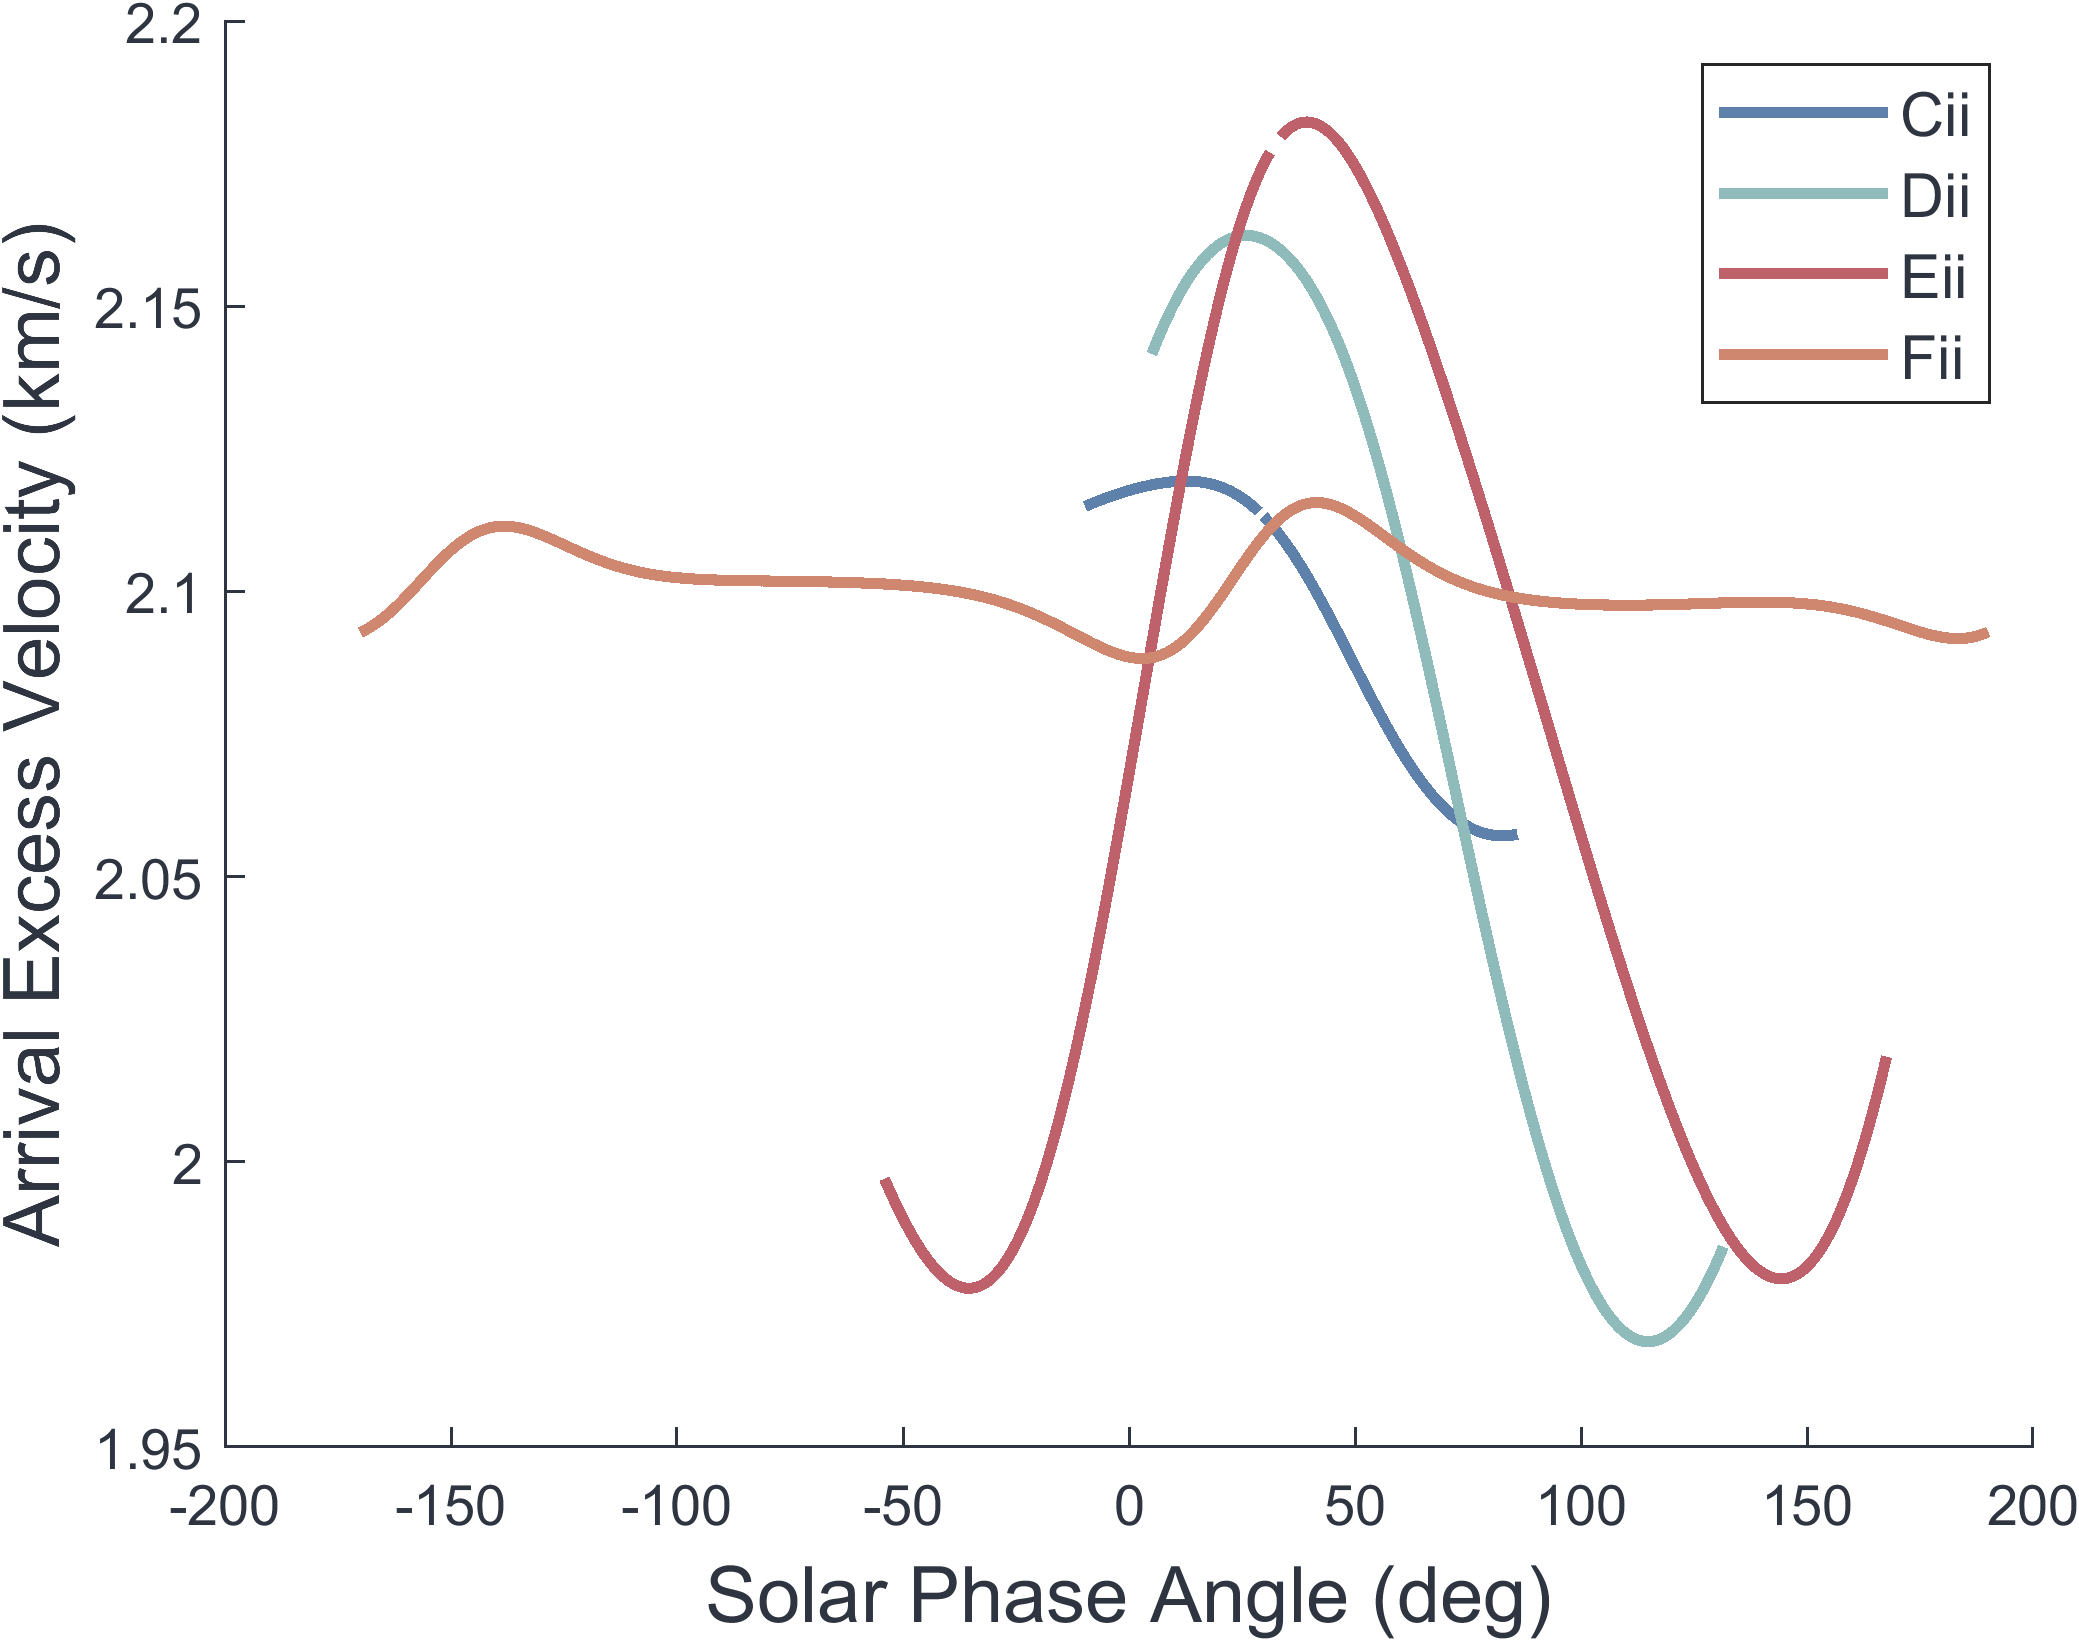 Arrival Excess Velocity (km/s)
2.2
2.15
2.1
2.05
2
1.95
-200
-150
-100
-50
0
50
100
150
200
Solar Phase Angle (deg)
Cii
Dii
Eii
Fii